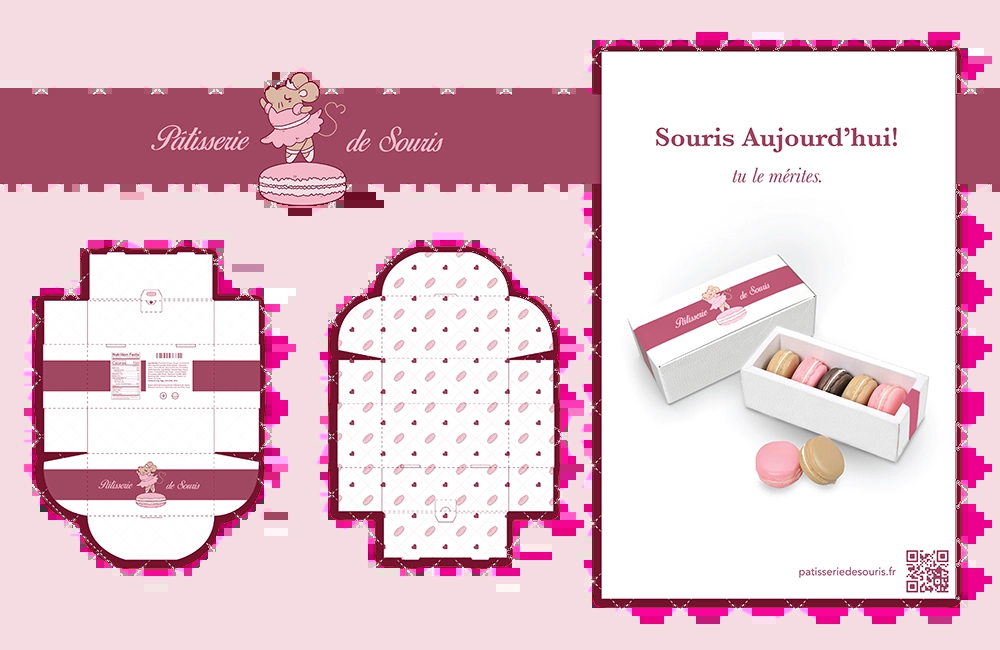 Pâtisserie de Souris
Souris Aujourd’hui!
tu le mérites.
Pâtisserie de Souris
Nutrition Facts
Calories
Pâtisserie de Souris
patisseriedesouris.fr